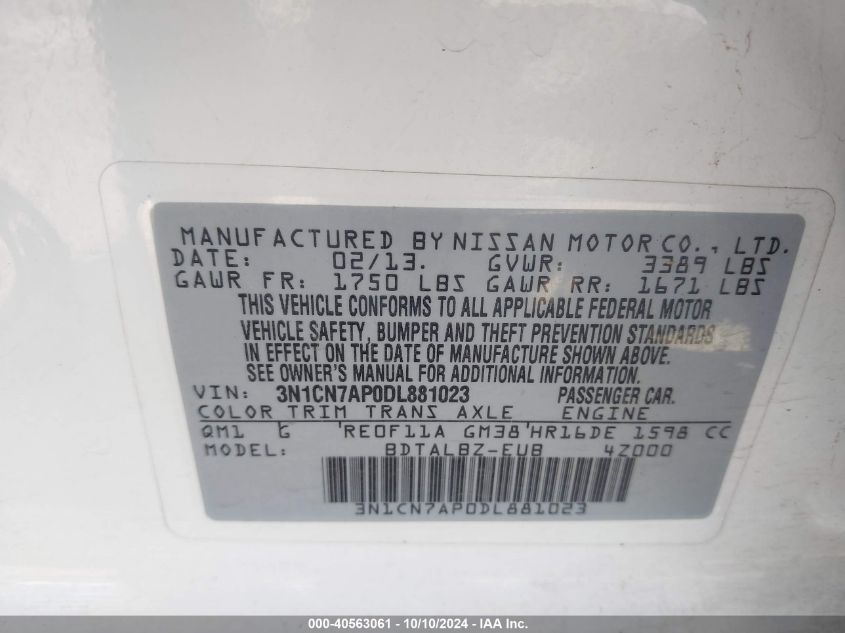 MANUFACTURED BY NISSAN MOTOR CO., LTD.
DATE: 02/13. GVWR: 3389 LBS
GAWR FR: 1750 LBS GAWR RR: 1671 LBS
THIS VEHICLE CONFORMS TO ALL APPLICABLE FEDERAL MOTOR
VEHICLE SAFETY, BUMPER AND THEFT PREVENTION STANDARDS
IN EFFECT ON THE DATE OF MANUFACTURE SHOWN ABOVE.
SEE OWNER'S MANUAL FOR ADDITIONAL INFORMATION.
VIN: 3N1CN7AP0DL881023 PASSENGER CAR.
COLOR TRIM TRANS AXLE ENGINE
QM1 G RE0F11A GM38 HR16DE 1598 CC
MODEL: BDTALBZ-EUB 4Z000
3N1CN7AP0DL881023
000-40563061 - 10/10/2024 - IAA Inc.